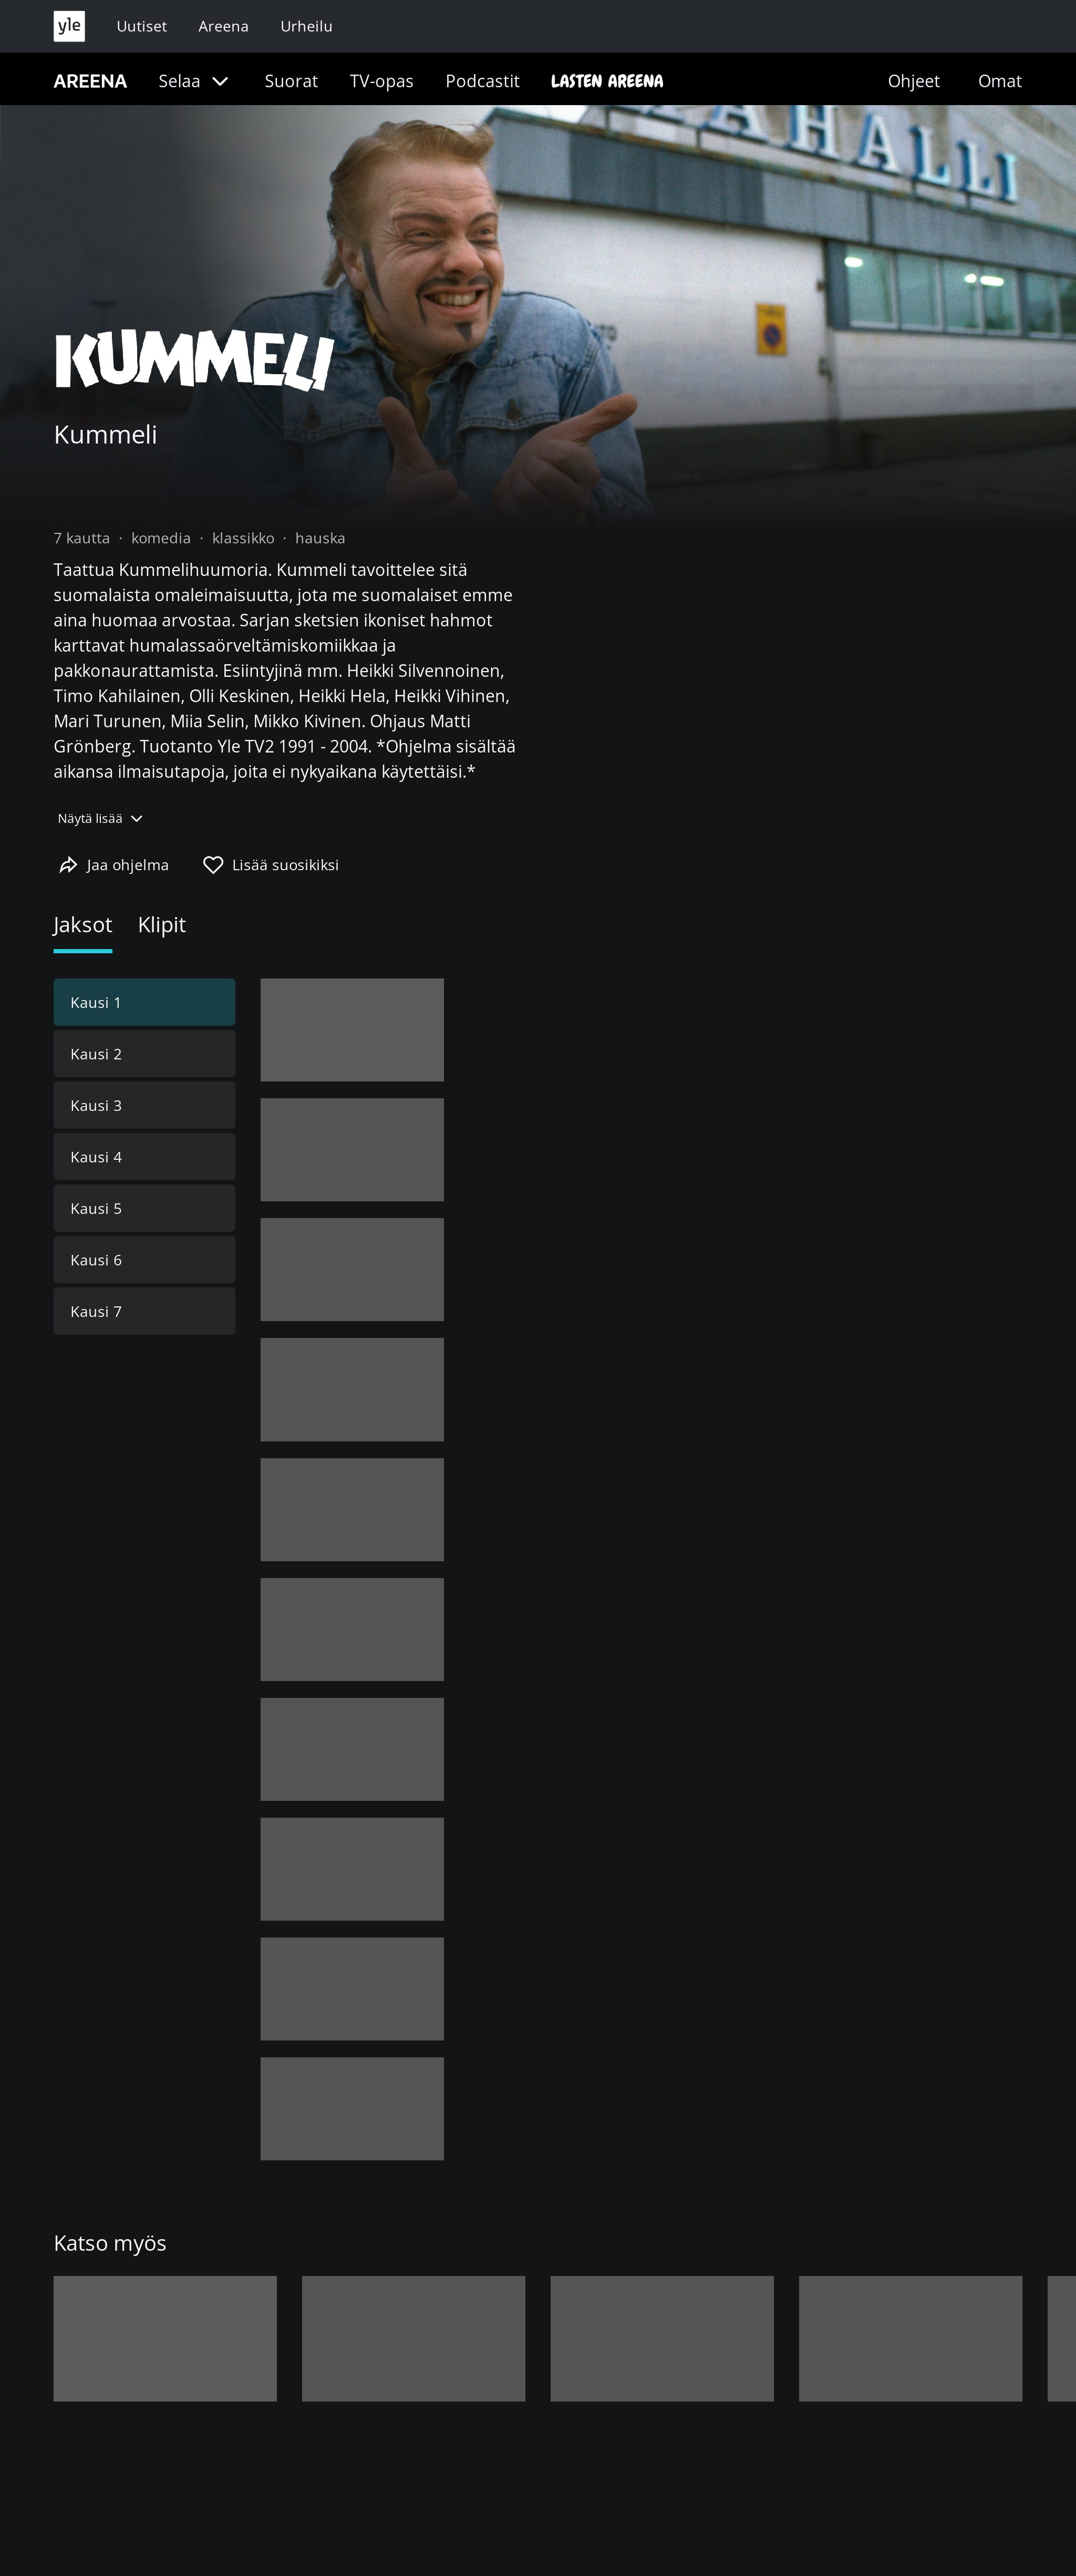 yle Uutiset Areena Urheilu
AREENA Selaa Suorat TV-opas Podcastit LASTEN AREENA Ohjeet Omat
AHALLI
KUMMELI
Kummeli
7 kautta · komedia · klassikko · hauska
Taattua Kummelihuumoria. Kummeli tavoittelee sitä
suomalaista omaleimaisuutta, jota me suomalaiset emme
aina huomaa arvostaa. Sarjan sketsien ikoniset hahmot
karttavat humalassaörveltämiskomiikkaa ja
pakkonaurattamista. Esiintyjinä mm. Heikki Silvennoinen,
Timo Kahilainen, Olli Keskinen, Heikki Hela, Heikki Vihinen,
Mari Turunen, Miia Selin, Mikko Kivinen. Ohjaus Matti
Grönberg. Tuotanto Yle TV2 1991 - 2004. *Ohjelma sisältää
aikansa ilmaisutapoja, joita ei nykyaikana käytettäisi.*
Näytä lisää
Jaa ohjelma Lisää suosikiksi
Jaksot Klipit
Kausi 1
Kausi 2
Kausi 3
Kausi 4
Kausi 5
Kausi 6
Kausi 7
Katso myös